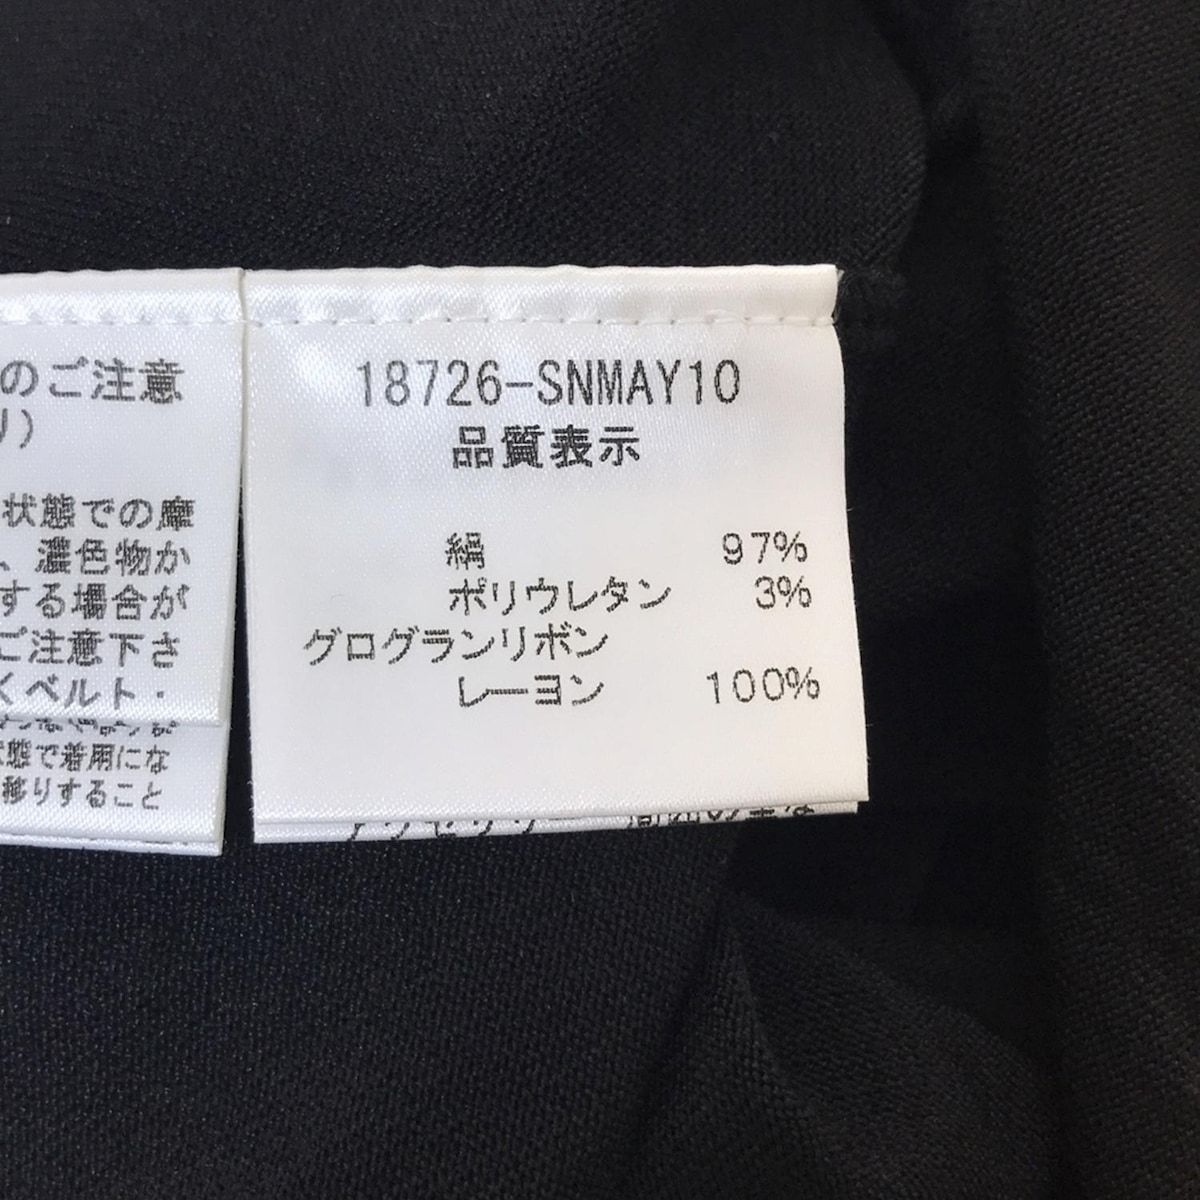 のご注意
リ）
状態での摩
、濃色物か
する場合が
ご注意下さ
くベルト・
状態で着用にな
移りすること
18726-SNMAY10
品質表示
絹 97%
ポリウレタン 3%
グログランリボン
レーヨン 100%